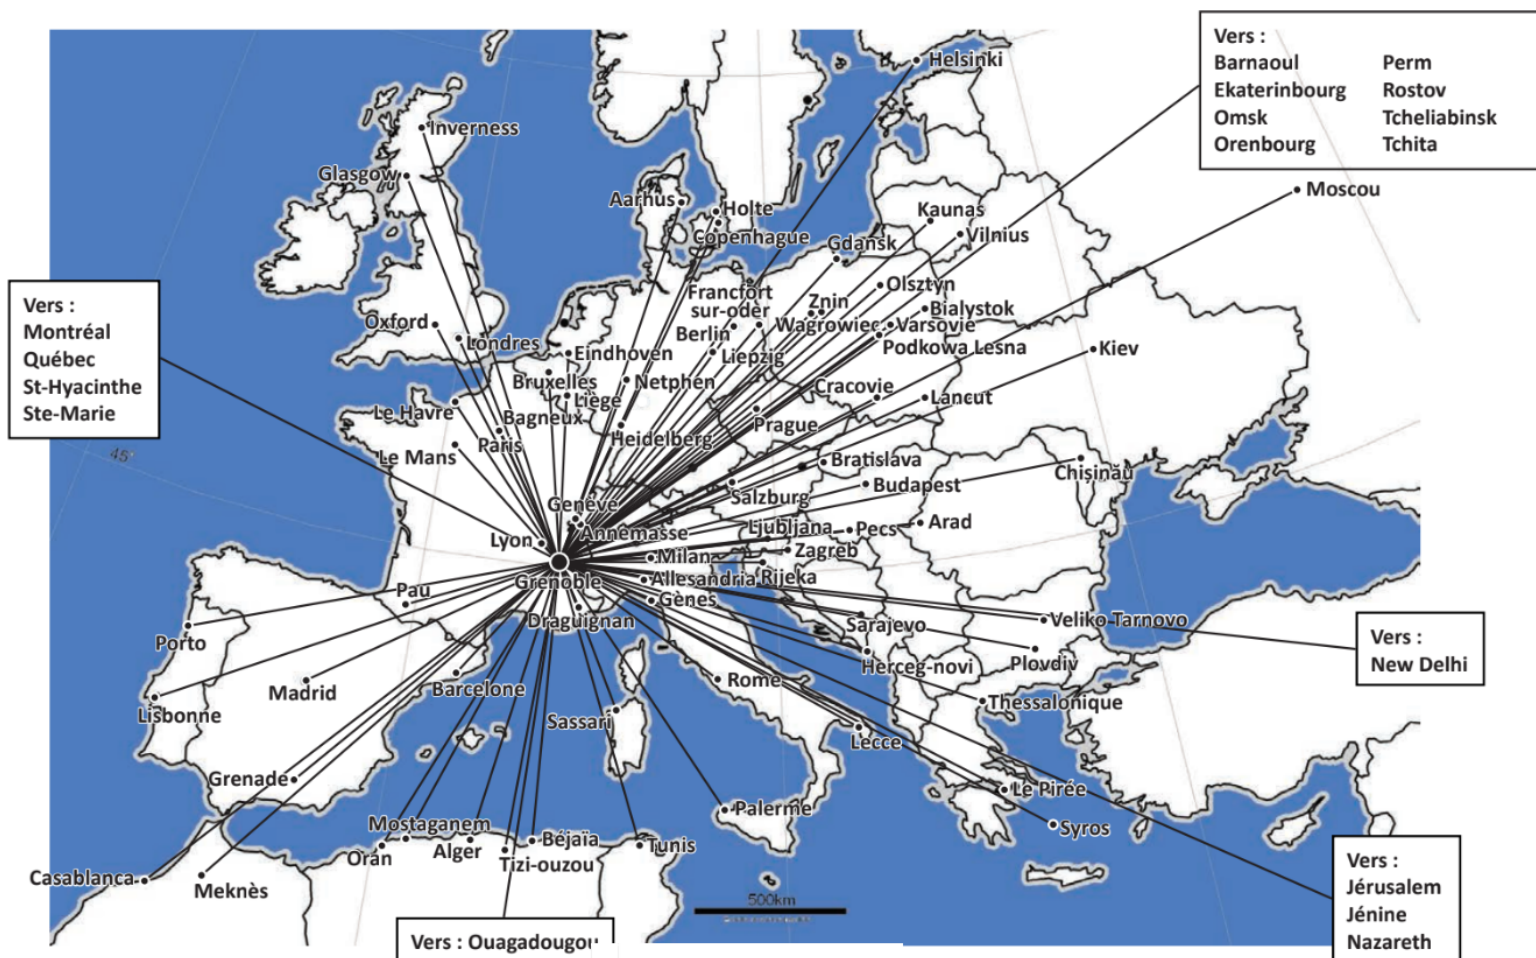 Vers :
Barnaoul
Perm
Ekaterinbourg
Rostov
Omsk
Tcheliabinsk
Orenbourg
Tchita
Helsinki
Inverness
Glasgow
Moscou
Aarhus
Holte
Copenhague
Kaunas
Vilnius
Gdansk
Vers :
Montréal
Québec
St-Hyacinthe
Ste-Marie
Francfort
sur-oder
Olsztyn
Znin
Bialystok
Oxford
Londres
Berlin
Wagrowiec
Varsovie
Podkowa Lesna
Kiev
Eindhoven
Liepzig
Bruxelles
Netphen
Liège
Cracovie
Lancut
Le Havre
Bagneux
Paris
Heidelberg
Prague
Le Mans
45°
Bratislava
Chișinău
Salzburg
Budapest
Genève
Annemasse
Lyon
Ljubljana
Pecs
Arad
Milan
Zagreb
Grenoble
Allesandria
Rijeka
Pau
Gènes
Draguignan
Porto
Sarajevo
Veliko Tarnovo
Vers :
New Delhi
Herceg-novi
Plovdiv
Madrid
Barcelone
Rome
Lisbonne
Sassari
Thessalonique
Lecce
Grenade
Le Pirée
Palerme
Syros
Mostaganem
Oran
Alger
Béjaïa
Tizi-ouzou
Tunis
Casablanca
Meknès
500km
Vers :
Jérusalem
Jénine
Nazareth
Vers : Ouagadougou